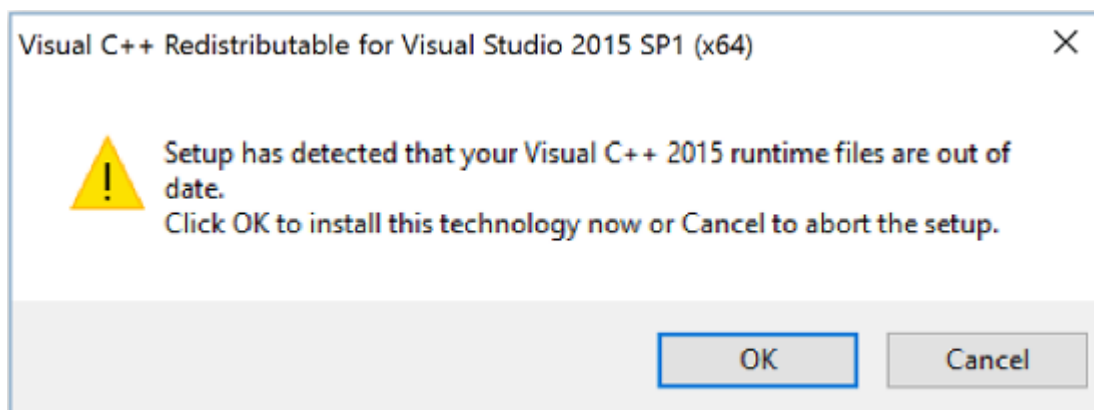 Visual C++ Redistributable for Visual Studio 2015 SP1 (x64)
Setup has detected that your Visual C++ 2015 runtime files are out of
date.
Click OK to install this technology now or Cancel to abort the setup.
OK
Cancel